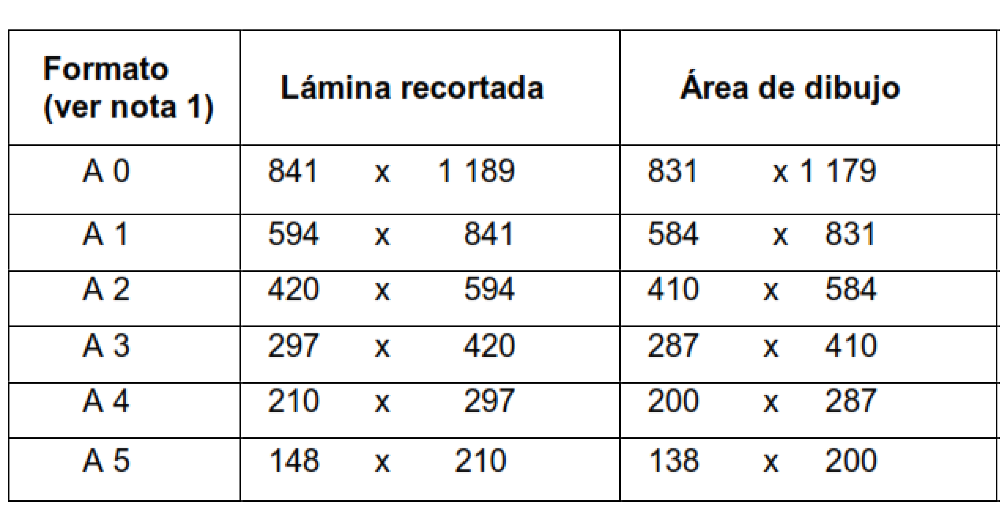 Formato
(ver nota 1)
Lámina recortada
Área de dibujo
A 0 841 x 1 189 831 x 1 179
A 1 594 x 841 584 x 831
A 2 420 x 594 410 x 584
A 3 297 x 420 287 x 410
A 4 210 x 297 200 x 287
A 5 148 x 210 138 x 200